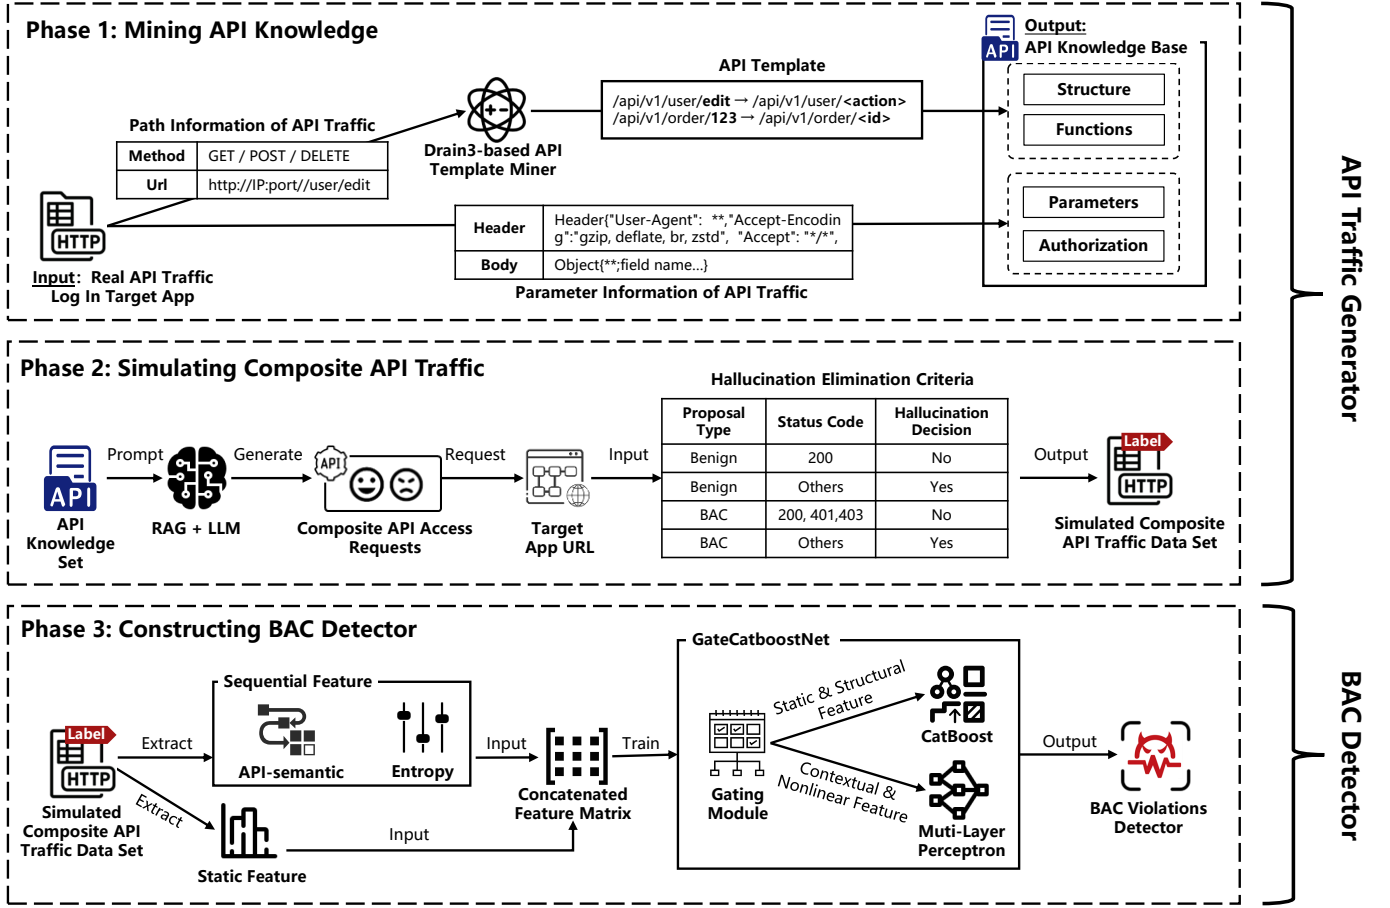 Phase 1: Mining API Knowledge
Output:
API Knowledge Base
API
Structure
Functions
Parameters
Authorization
API Template
/api/v1/user/edit → /api/v1/user/<action>
/api/v1/order/123 → /api/v1/order/<id>
Drain3-based API
Template Miner
Path Information of API Traffic
Method GET / POST / DELETE
Url http://IP:port//user/edit
HTTP
Input: Real API Traffic
Log In Target App
Header
Header{"User-Agent": **,"Accept-Encodin
g":"gzip, deflate, br, zstd", "Accept": "*/*",
Body Object{**;field name...}
Parameter Information of API Traffic
API Traffic Generator
Phase 2: Simulating Composite API Traffic
API
API
Knowledge
Set
Prompt
RAG + LLM
Generate
API
Composite API Access
Requests
Request
Target
App URL
Input
Hallucination Elimination Criteria
Proposal
Type
Status Code
Hallucination
Decision
Benign 200 No
Benign Others Yes
BAC 200, 401,403 No
BAC Others Yes
Output
Label
HTTP
Simulated Composite
API Traffic Data Set
Phase 3: Constructing BAC Detector
Label
HTTP
Simulated
Composite API
Traffic Data Set
Extract
Extract
Sequential Feature
API-semantic
Entropy
Static Feature
Input
Input
Concatenated
Feature Matrix
Train
GateCatboostNet
Gating
Module
Static & Structural
Feature
CatBoost
Contextual &
Nonlinear Feature
Muti-Layer
Perceptron
Output
BAC Violations
Detector
BAC Detector